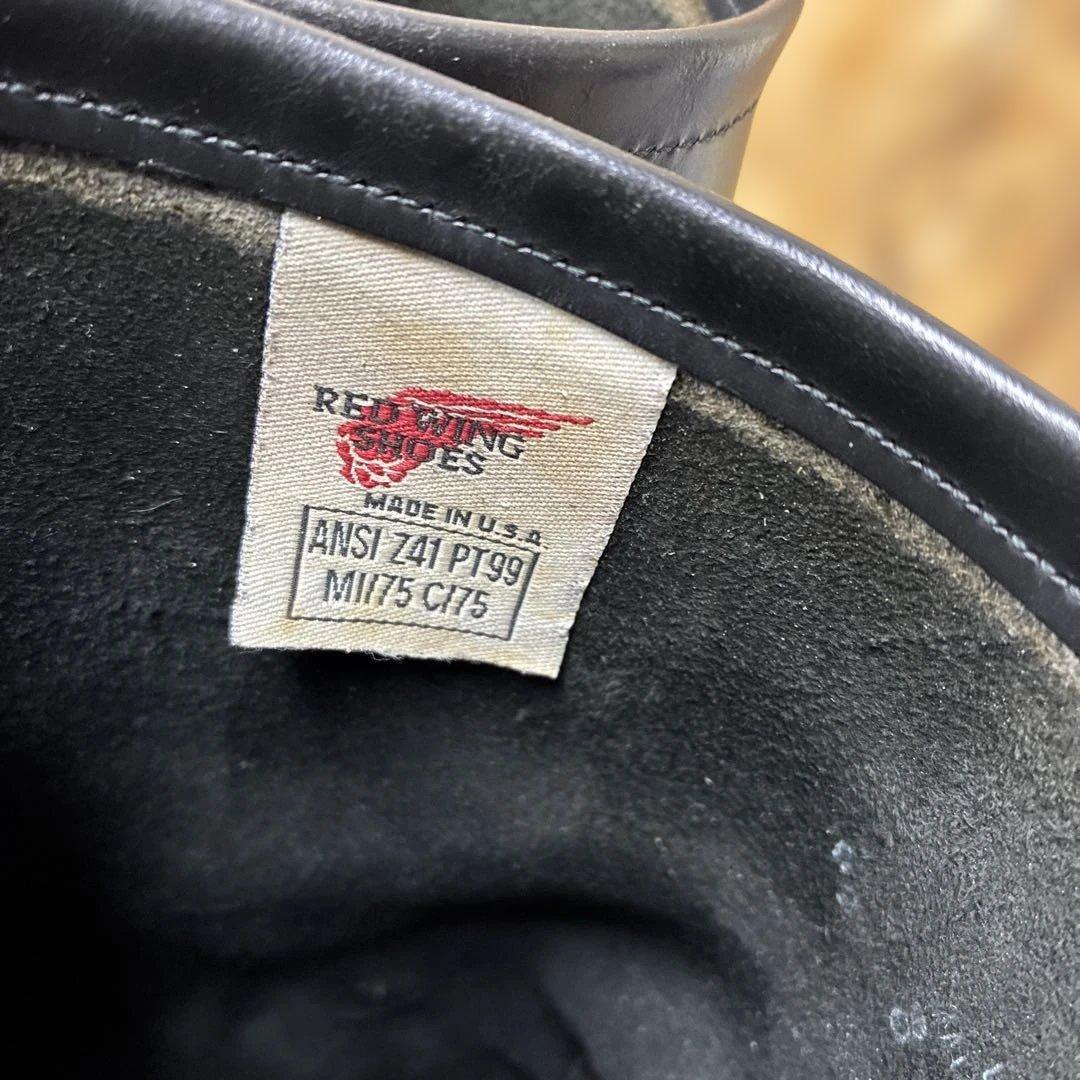 RED WING
SHOES
MADE IN U.S.A.
ANSI Z41 PT99
MI/75 C/75